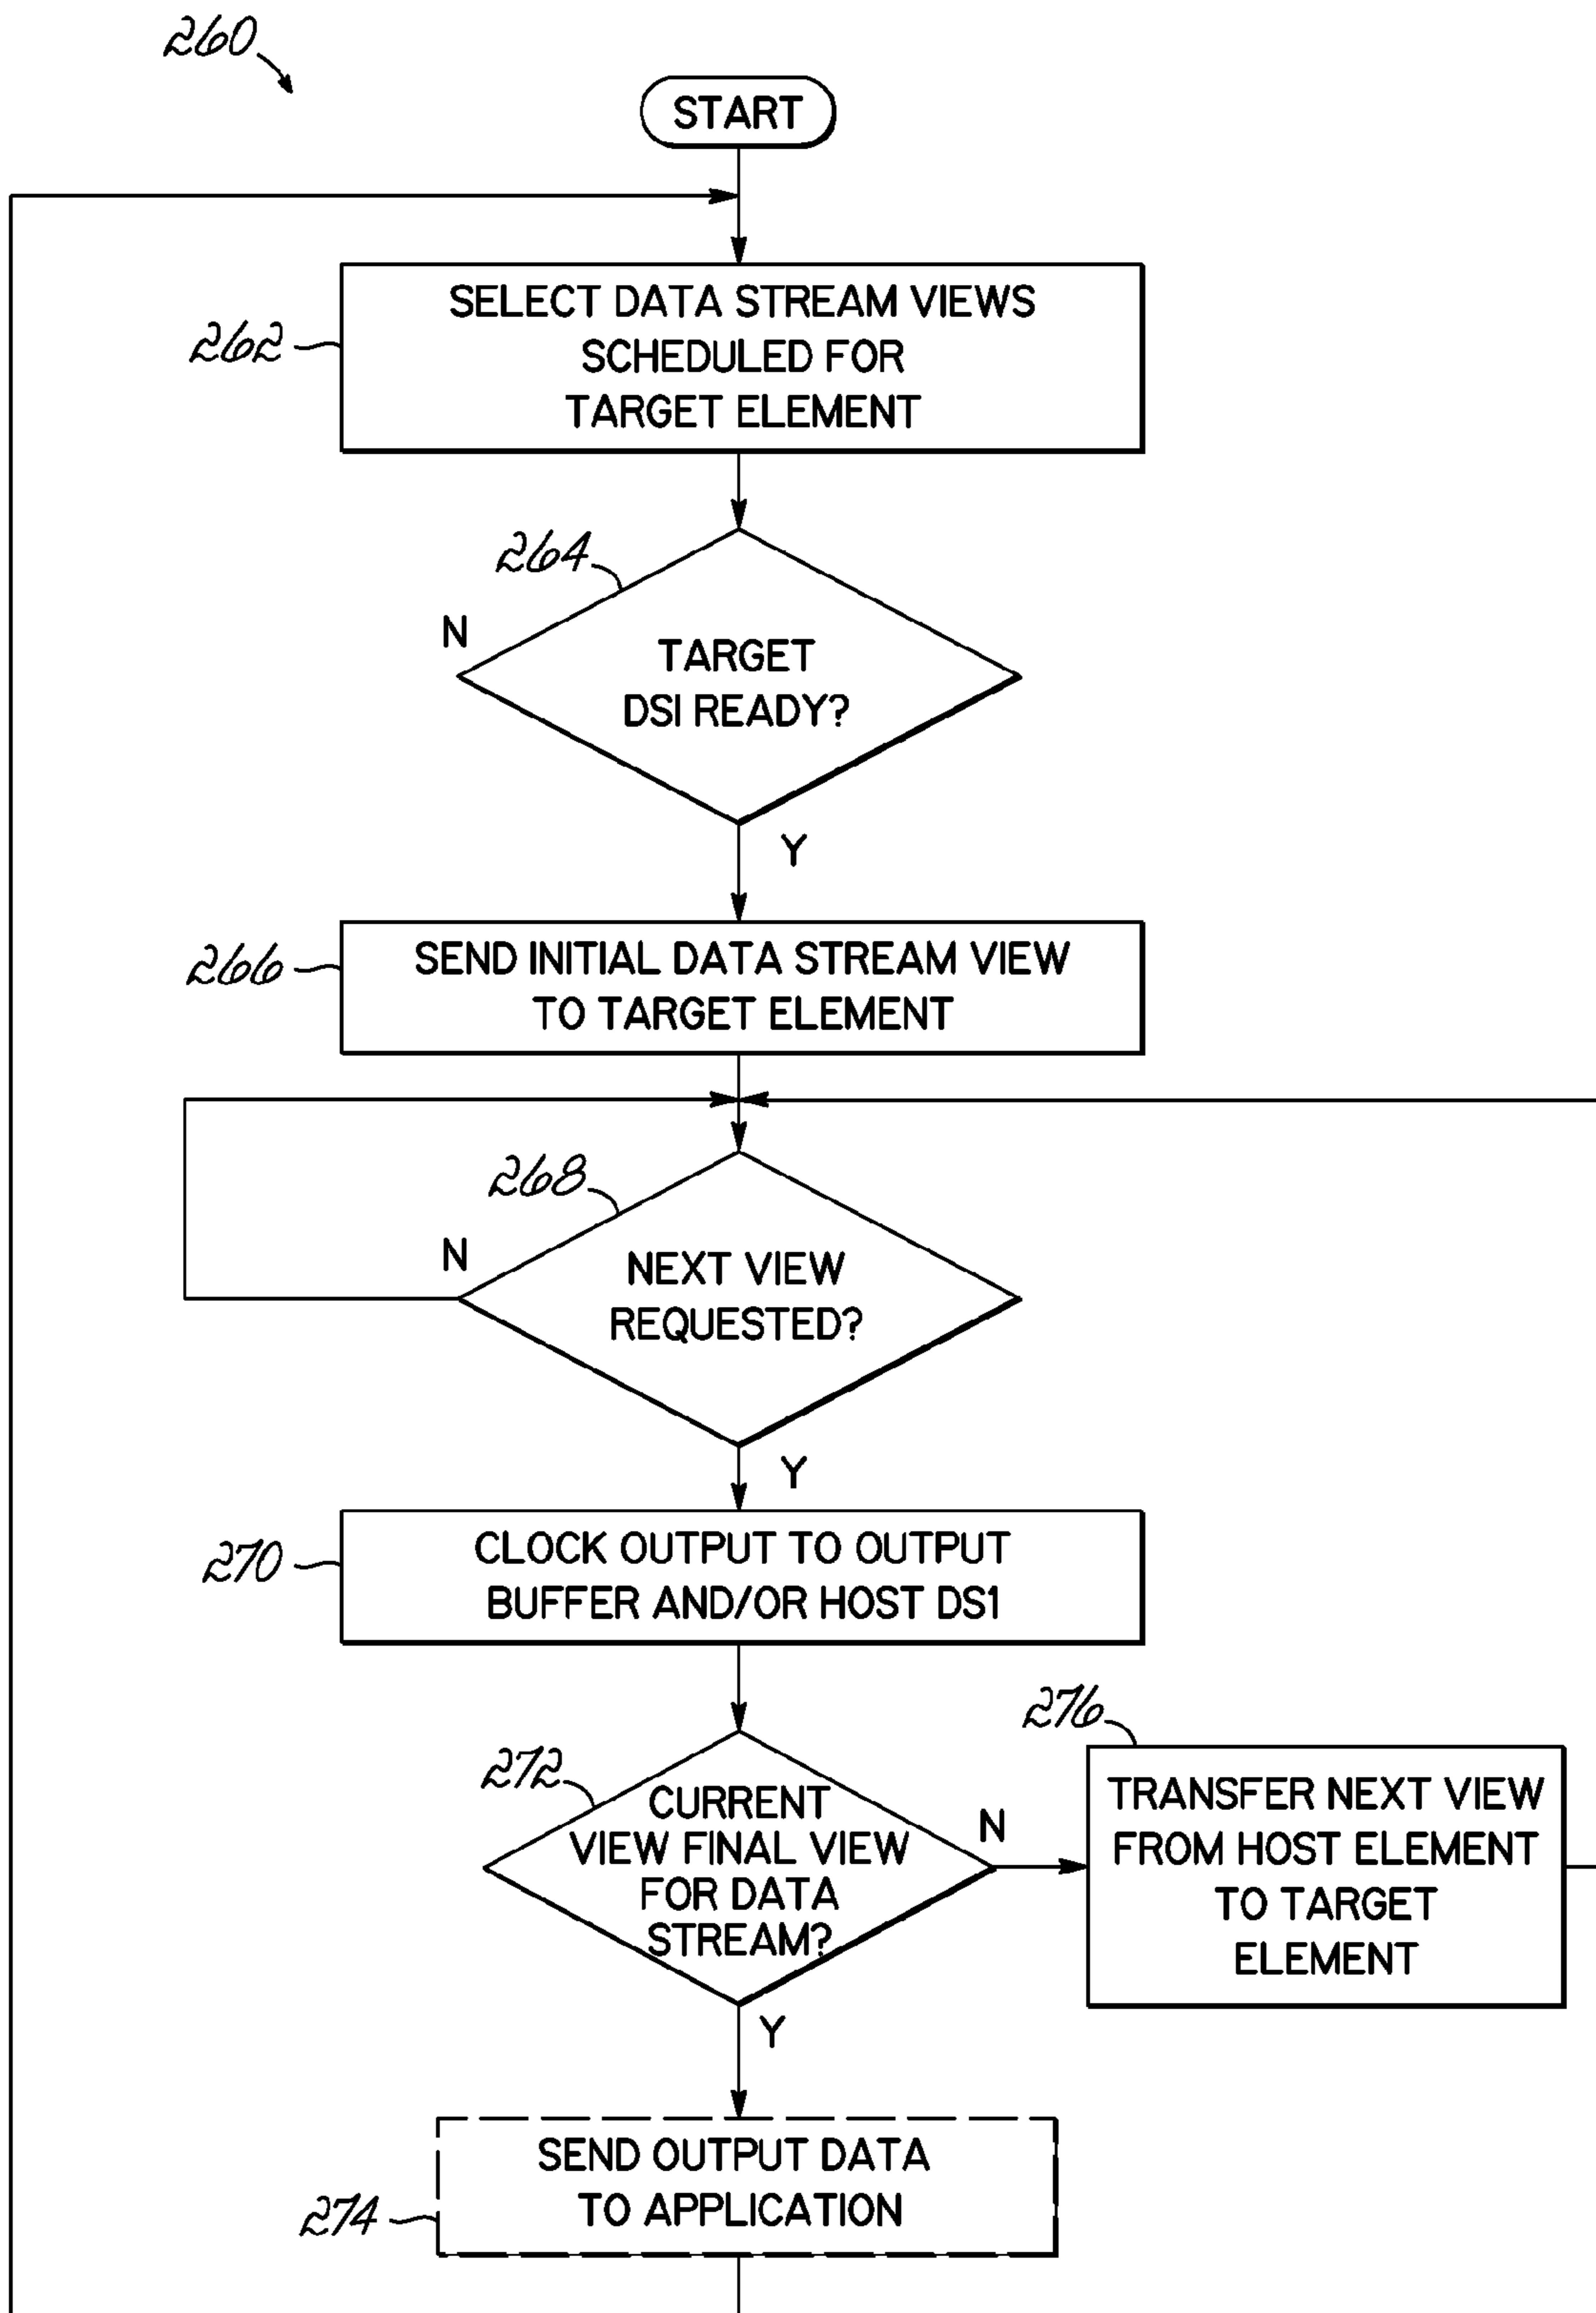 260
START
SELECT DATA STREAM VIEWS
SCHEDULED FOR
TARGET ELEMENT
262
264
N
TARGET
DSI READY?
Y
SEND INITIAL DATA STREAM VIEW
TO TARGET ELEMENT
266
268
N
NEXT VIEW
REQUESTED?
Y
CLOCK OUTPUT TO OUTPUT
BUFFER AND/OR HOST DS1
270
272
CURRENT
VIEW FINAL VIEW
FOR DATA
STREAM?
N
276
TRANSFER NEXT VIEW
FROM HOST ELEMENT
TO TARGET
ELEMENT
Y
SEND OUTPUT DATA
TO APPLICATION
274